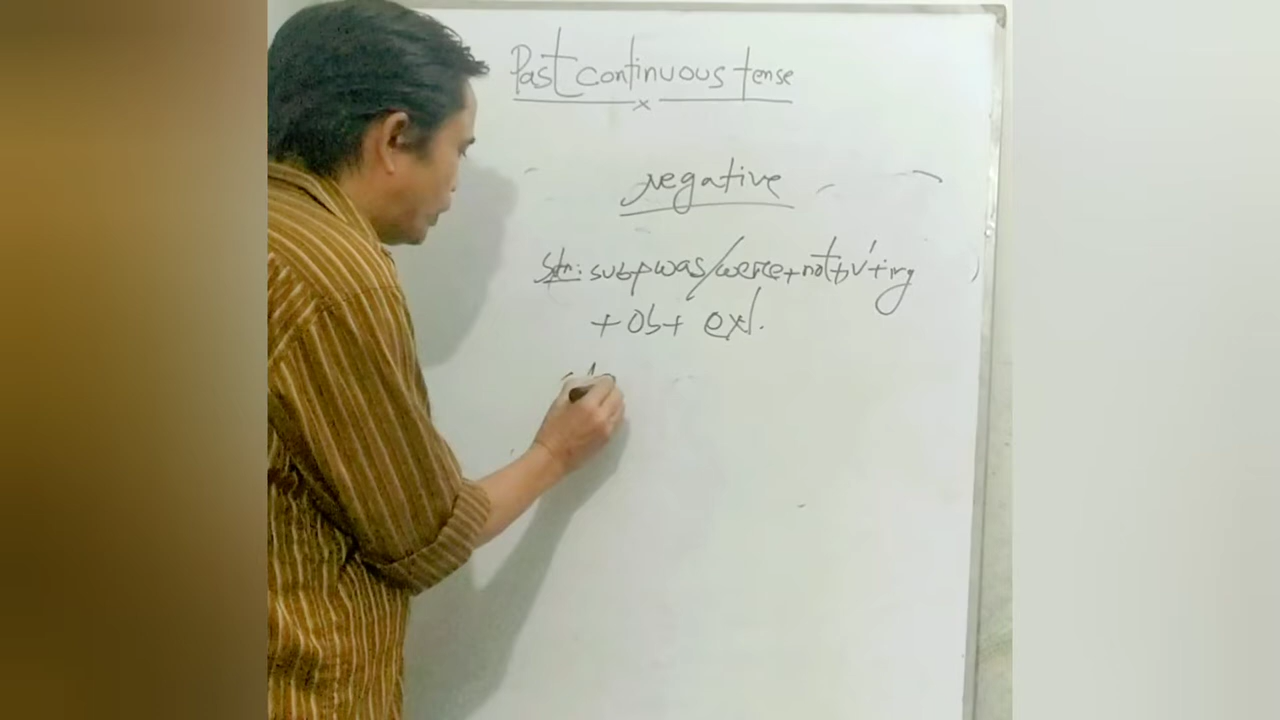 Past continuous tense
x
negative
Str: sub+was/were+not+v'+ing
+ Ob + ext.